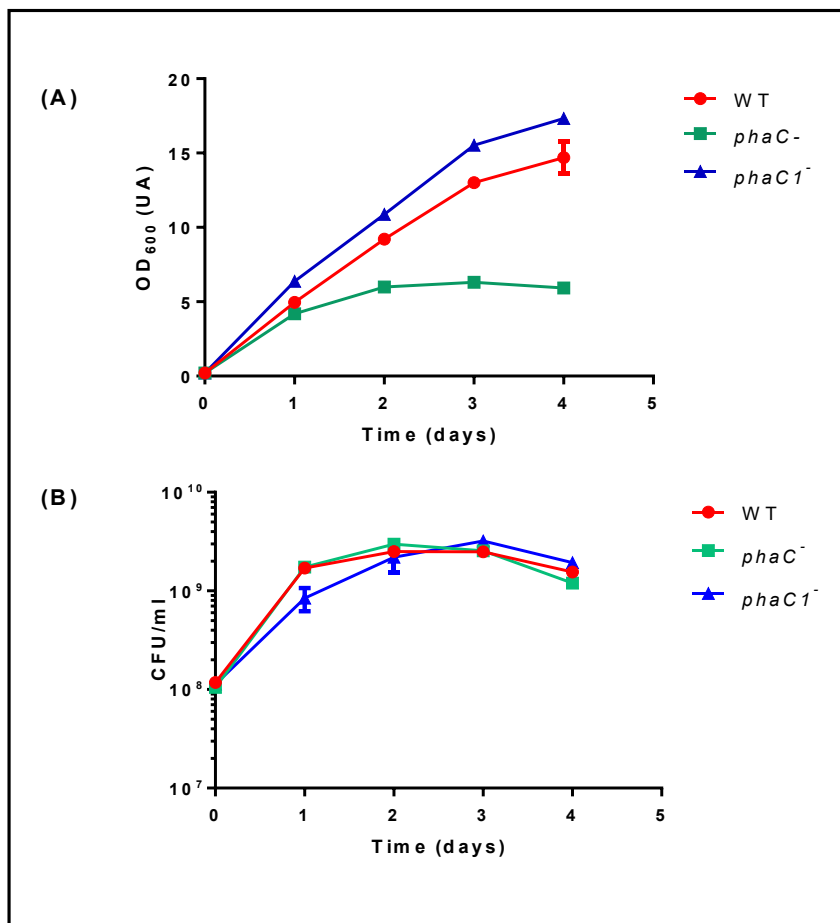 (A)
20
15
10
5
0
OD600 (UA)
0 1 2 3 4 5
Time (days)
WT
phaC-
phaC1-
(B)
10^10
10^9
10^8
10^7
CFU/ml
0 1 2 3 4 5
Time (days)
WT
phaC-
phaC1-